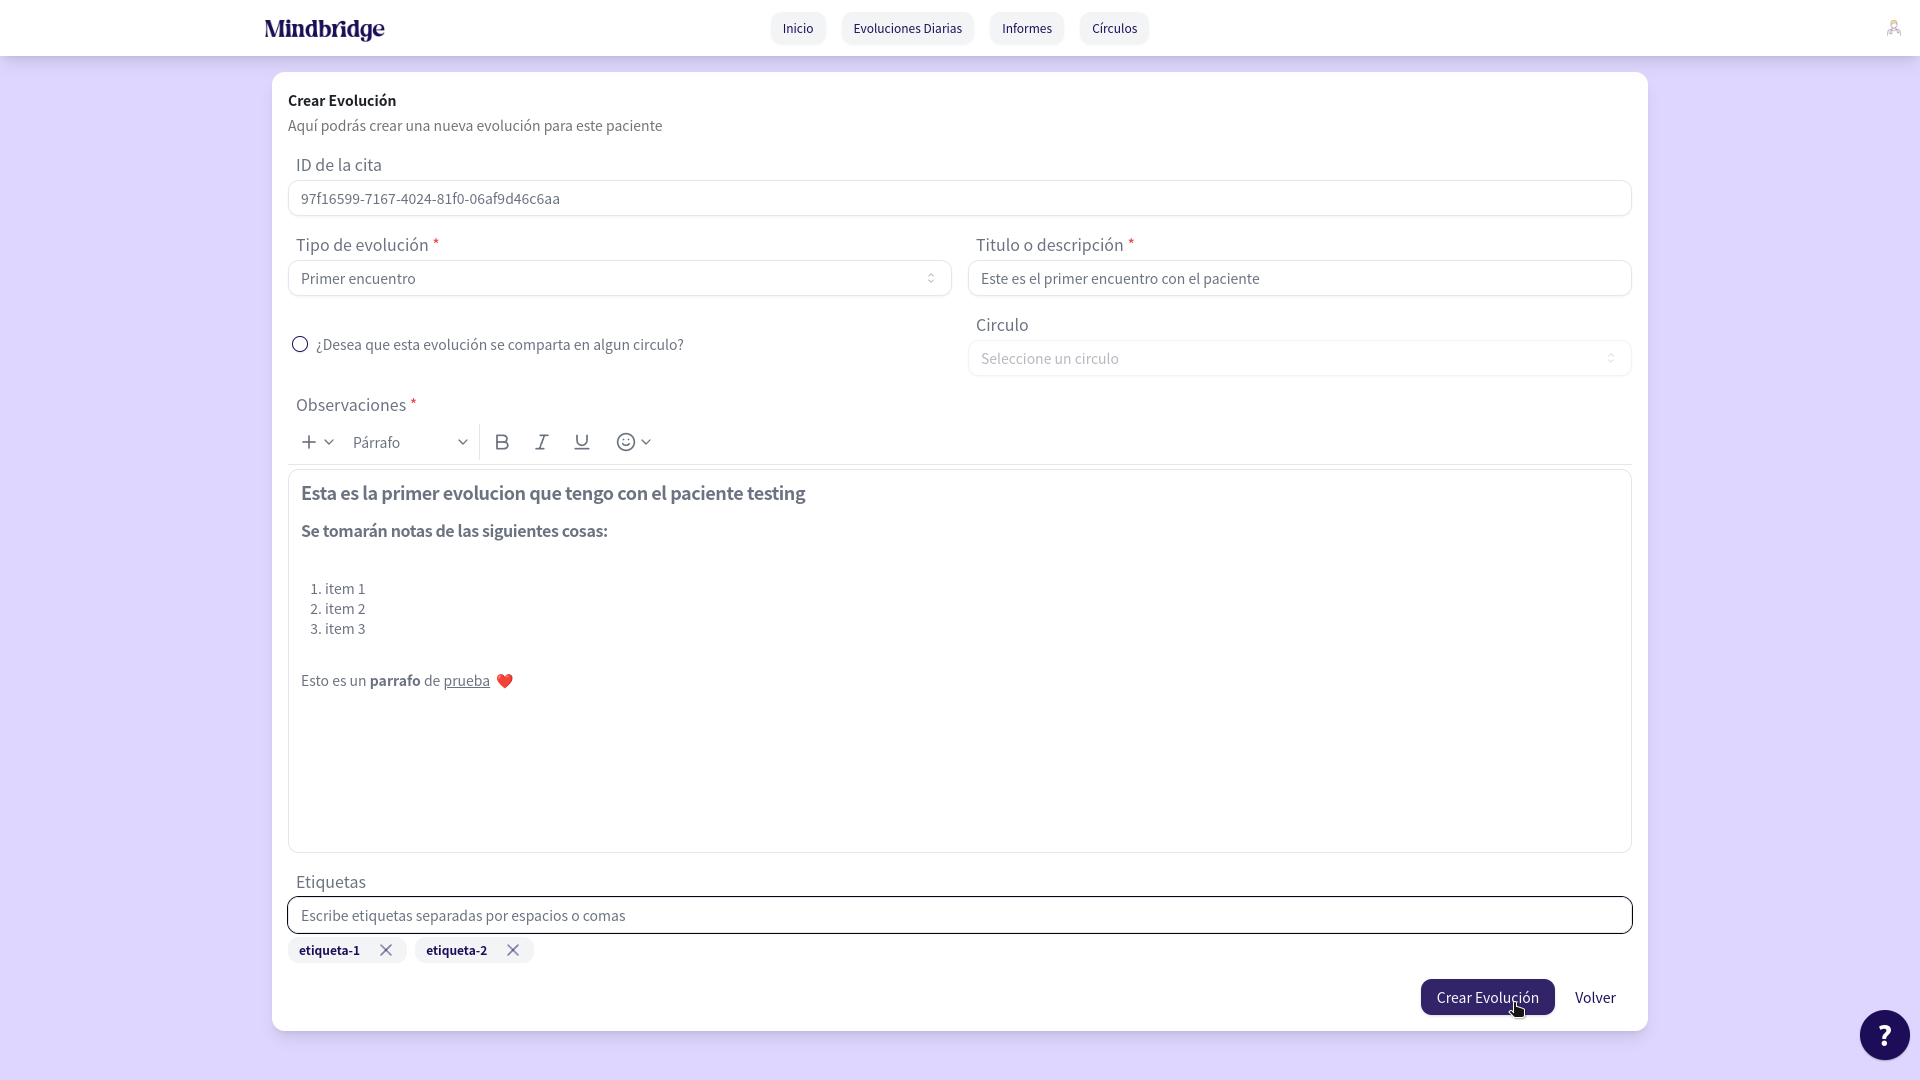 Mindbridge
Inicio
Evoluciones Diarias
Informes
Círculos
Crear Evolución
Aquí podrás crear una nueva evolución para este paciente
ID de la cita
97f16599-7167-4024-81f0-06af9d46c6aa
Tipo de evolución *
Titulo o descripción *
Primer encuentro
Este es el primer encuentro con el paciente
¿Desea que esta evolución se comparta en algun circulo?
Circulo
Seleccione un circulo
Observaciones *
Párrafo
B I U
Esta es la primer evolucion que tengo con el paciente testing
Se tomarán notas de las siguientes cosas:
1. item 1
2. item 2
3. item 3
Esto es un parrafo de prueba ❤️
Etiquetas
Escribe etiquetas separadas por espacios o comas
etiqueta-1
etiqueta-2
Crear Evolución
Volver
?